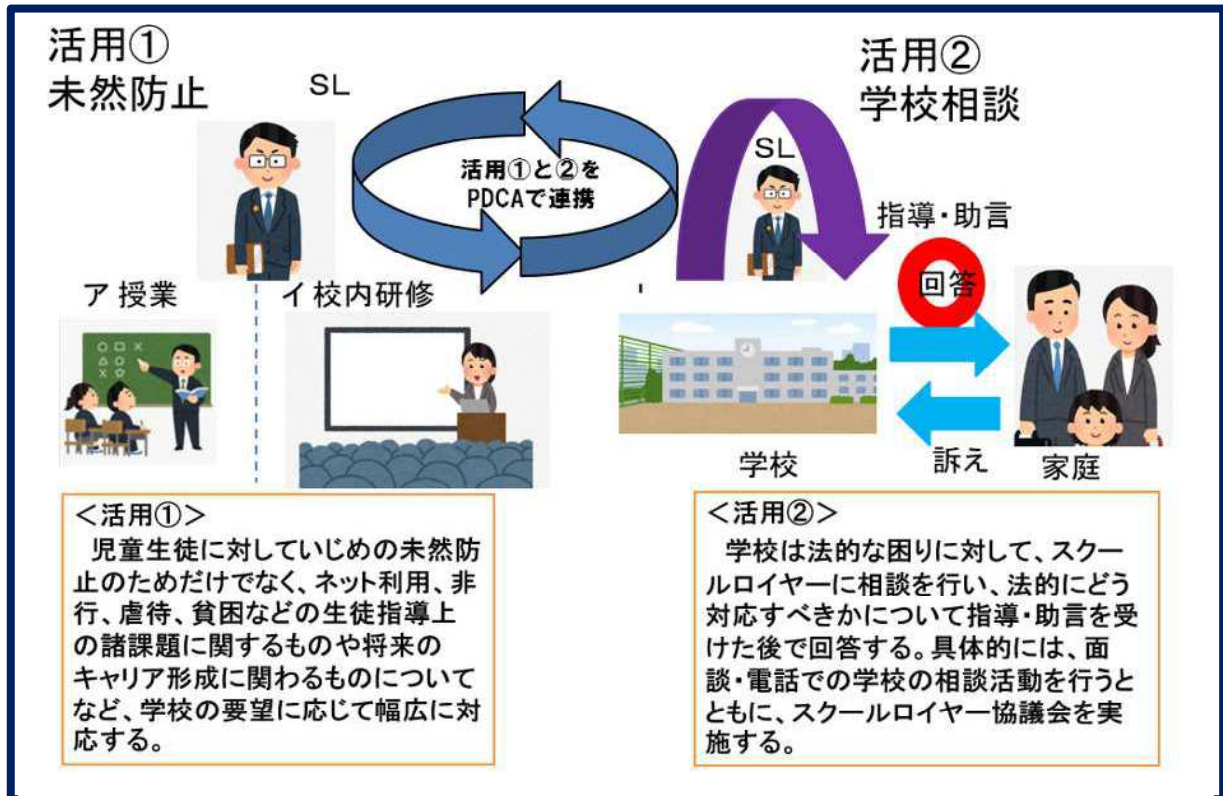 活用①
未然防止
SL
活用①と②を
PDCAで連携
ア 授業
イ 校内研修
＜活用①＞
児童生徒に対していじめの未然防
止のためだけでなく、ネット利用、非
行、虐待、貧困などの生徒指導上
の諸課題に関するものや将来の
キャリア形成に関わるものについて
など、学校の要望に応じて幅広に対
応する。
活用②
学校相談
SL
指導・助言
回答
学校
訴え
家庭
＜活用②＞
学校は法的な困りに対して、スクー
ルロイヤーに相談を行い、法的にどう
対応すべきかについて指導・助言を受
けた後で回答する。具体的には、面
談・電話での学校の相談活動を行うと
ともに、スクールロイヤー協議会を実
施する。